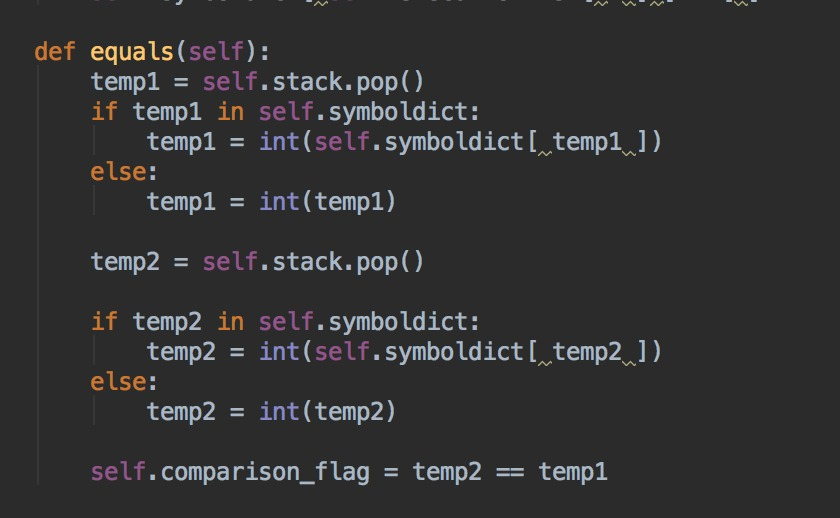 def equals(self):
    temp1 = self.stack.pop()
    if temp1 in self.symboldict:
        temp1 = int(self.symboldict[ temp1 ])
    else:
        temp1 = int(temp1)

    temp2 = self.stack.pop()

    if temp2 in self.symboldict:
        temp2 = int(self.symboldict[ temp2 ])
    else:
        temp2 = int(temp2)

    self.comparison_flag = temp2 == temp1